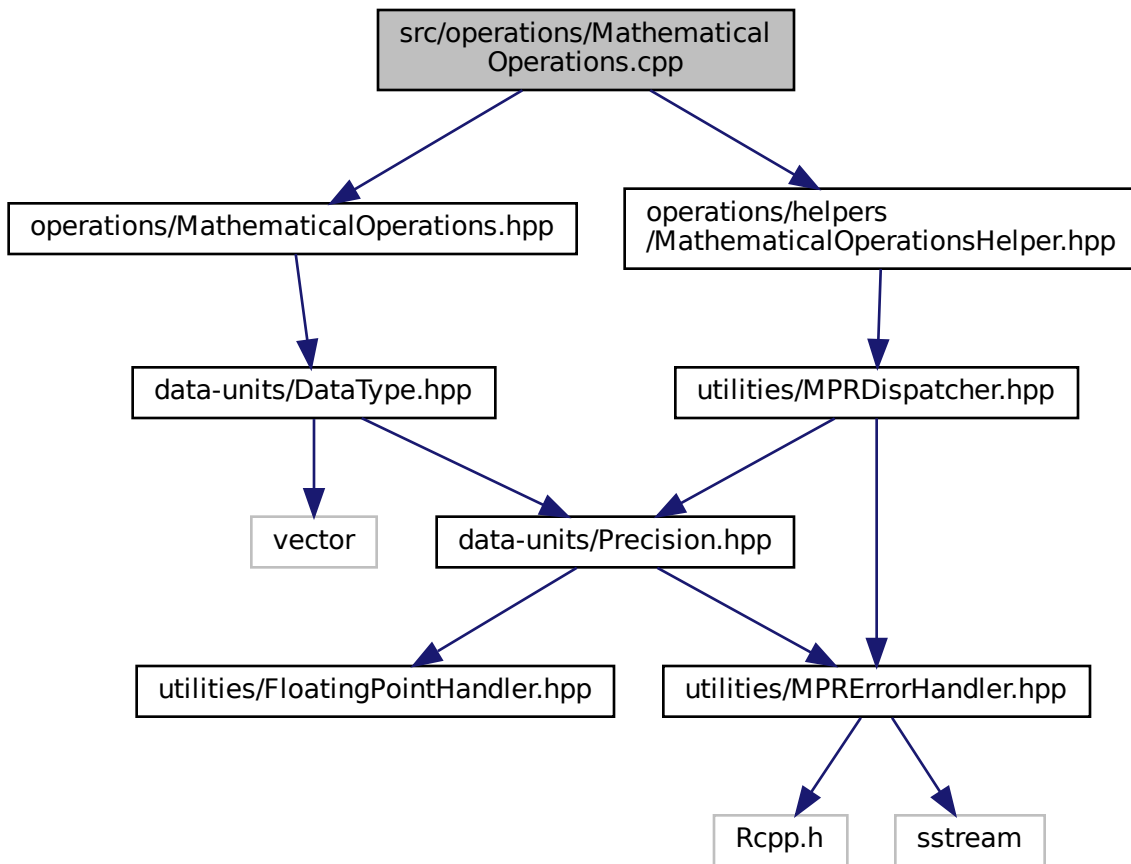 src/operations/Mathematical
Operations.cpp
operations/MathematicalOperations.hpp
operations/helpers
/MathematicalOperationsHelper.hpp
data-units/DataType.hpp
utilities/MPRDispatcher.hpp
vector
data-units/Precision.hpp
utilities/FloatingPointHandler.hpp
utilities/MPRErrorHandler.hpp
Rcpp.h
sstream